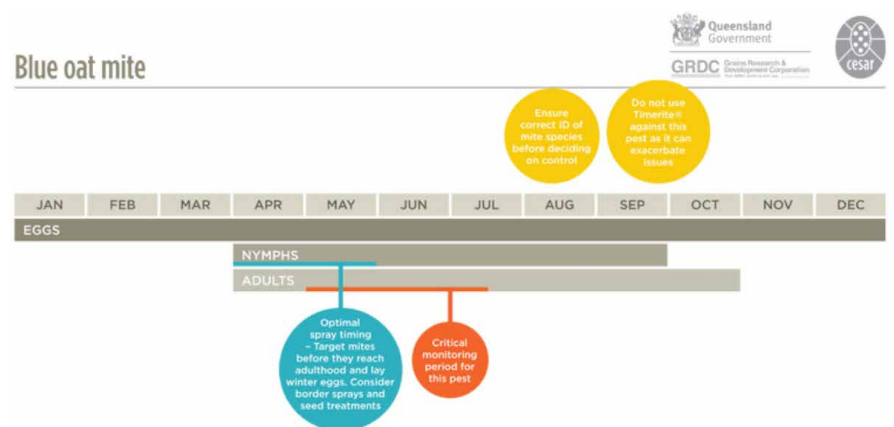 Queensland
Government
GRDC
Grains Research &
Development Corporation
cesar
Blue oat mite
Ensure
correct ID of
mite species
before deciding
on control
Do not use
Timerite®
against this
pest as it can
exacerbate
issues
JAN FEB MAR APR MAY JUN JUL AUG SEP OCT NOV DEC
EGGS
NYMPHS
ADULTS
Optimal
spray timing
– Target mites
before they reach
adulthood and lay
winter eggs. Consider
border sprays and
seed treatments
Critical
monitoring
period for
this pest